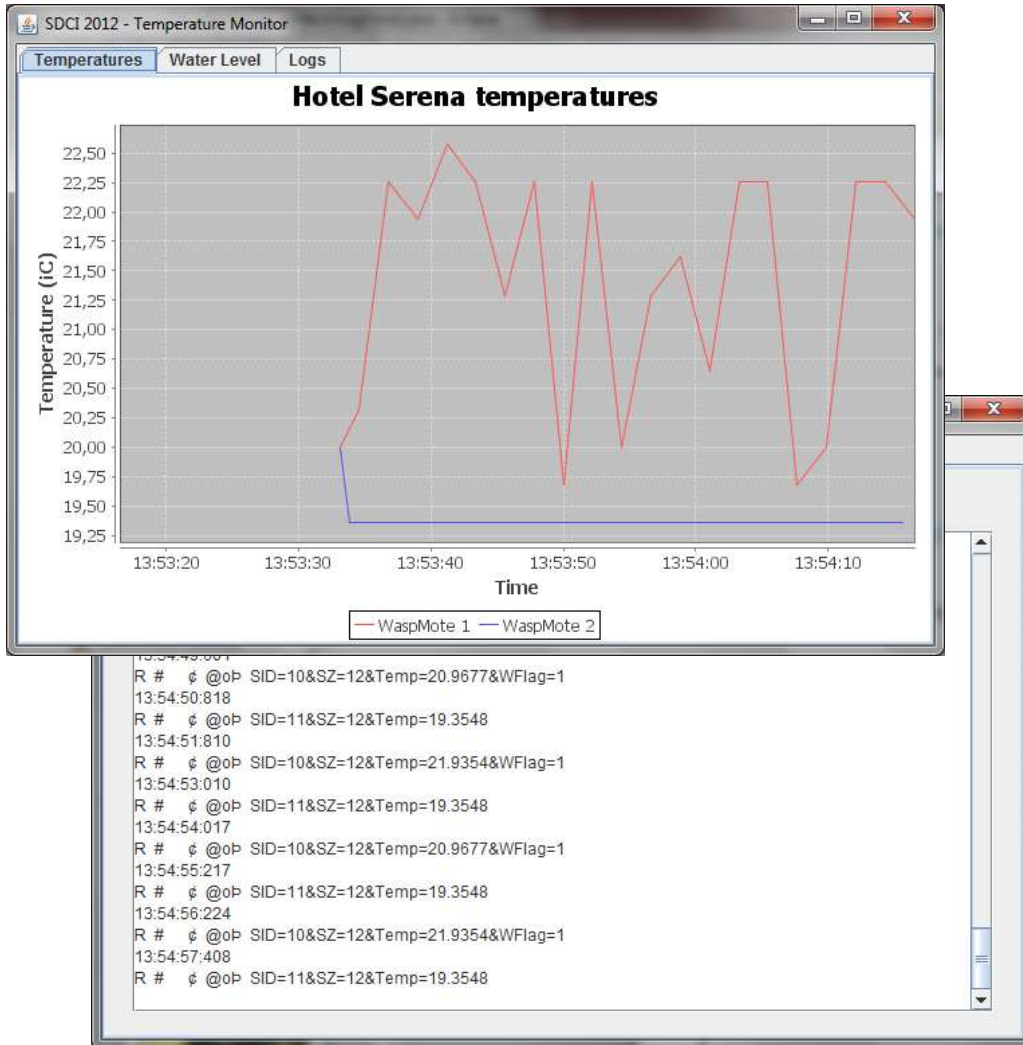 SDCI 2012 - Temperature Monitor
Temperatures Water Level Logs
Hotel Serena temperatures
Temperature (iC)
22,50
22,25
22,00
21,75
21,50
21,25
21,00
20,75
20,50
20,25
20,00
19,75
19,50
19,25
13:53:20 13:53:30 13:53:40 13:53:50 13:54:00 13:54:10
Time
WaspMote 1 WaspMote 2
R # ¢ @oÞ SID=10&SZ=12&Temp=20.9677&WFlag=1
13:54:50:818
R # ¢ @oÞ SID=11&SZ=12&Temp=19.3548
13:54:51:810
R # ¢ @oÞ SID=10&SZ=12&Temp=21.9354&WFlag=1
13:54:53:010
R # ¢ @oÞ SID=11&SZ=12&Temp=19.3548
13:54:54:017
R # ¢ @oÞ SID=10&SZ=12&Temp=20.9677&WFlag=1
13:54:55:217
R # ¢ @oÞ SID=11&SZ=12&Temp=19.3548
13:54:56:224
R # ¢ @oÞ SID=10&SZ=12&Temp=21.9354&WFlag=1
13:54:57:408
R # ¢ @oÞ SID=11&SZ=12&Temp=19.3548